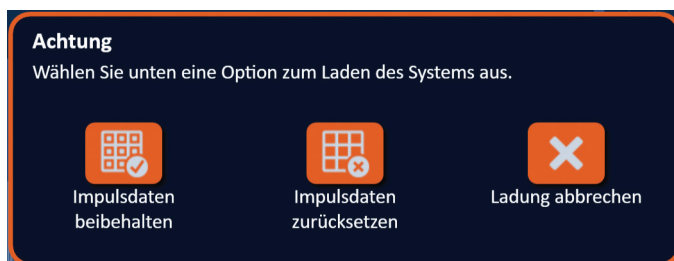 Achtung
Wählen Sie unten eine Option zum Laden des Systems aus.
Impulsdaten beibehalten
Impulsdaten zurücksetzen
Ladung abbrechen